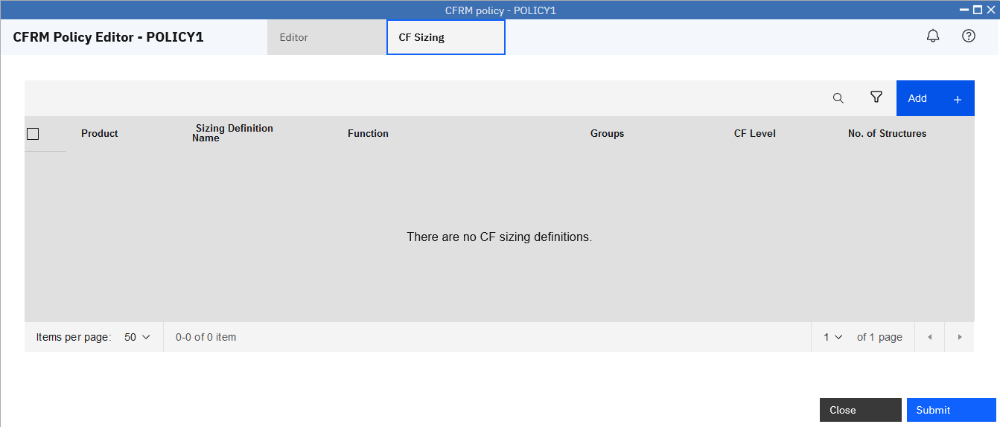 CFRM policy - POLICY1
CFRM Policy Editor - POLICY1
Editor
CF Sizing
Add
Product
Sizing Definition
Name
Function
Groups
CF Level
No. of Structures
There are no CF sizing definitions.
Items per page: 50
0-0 of 0 item
1
of 1 page
Close
Submit